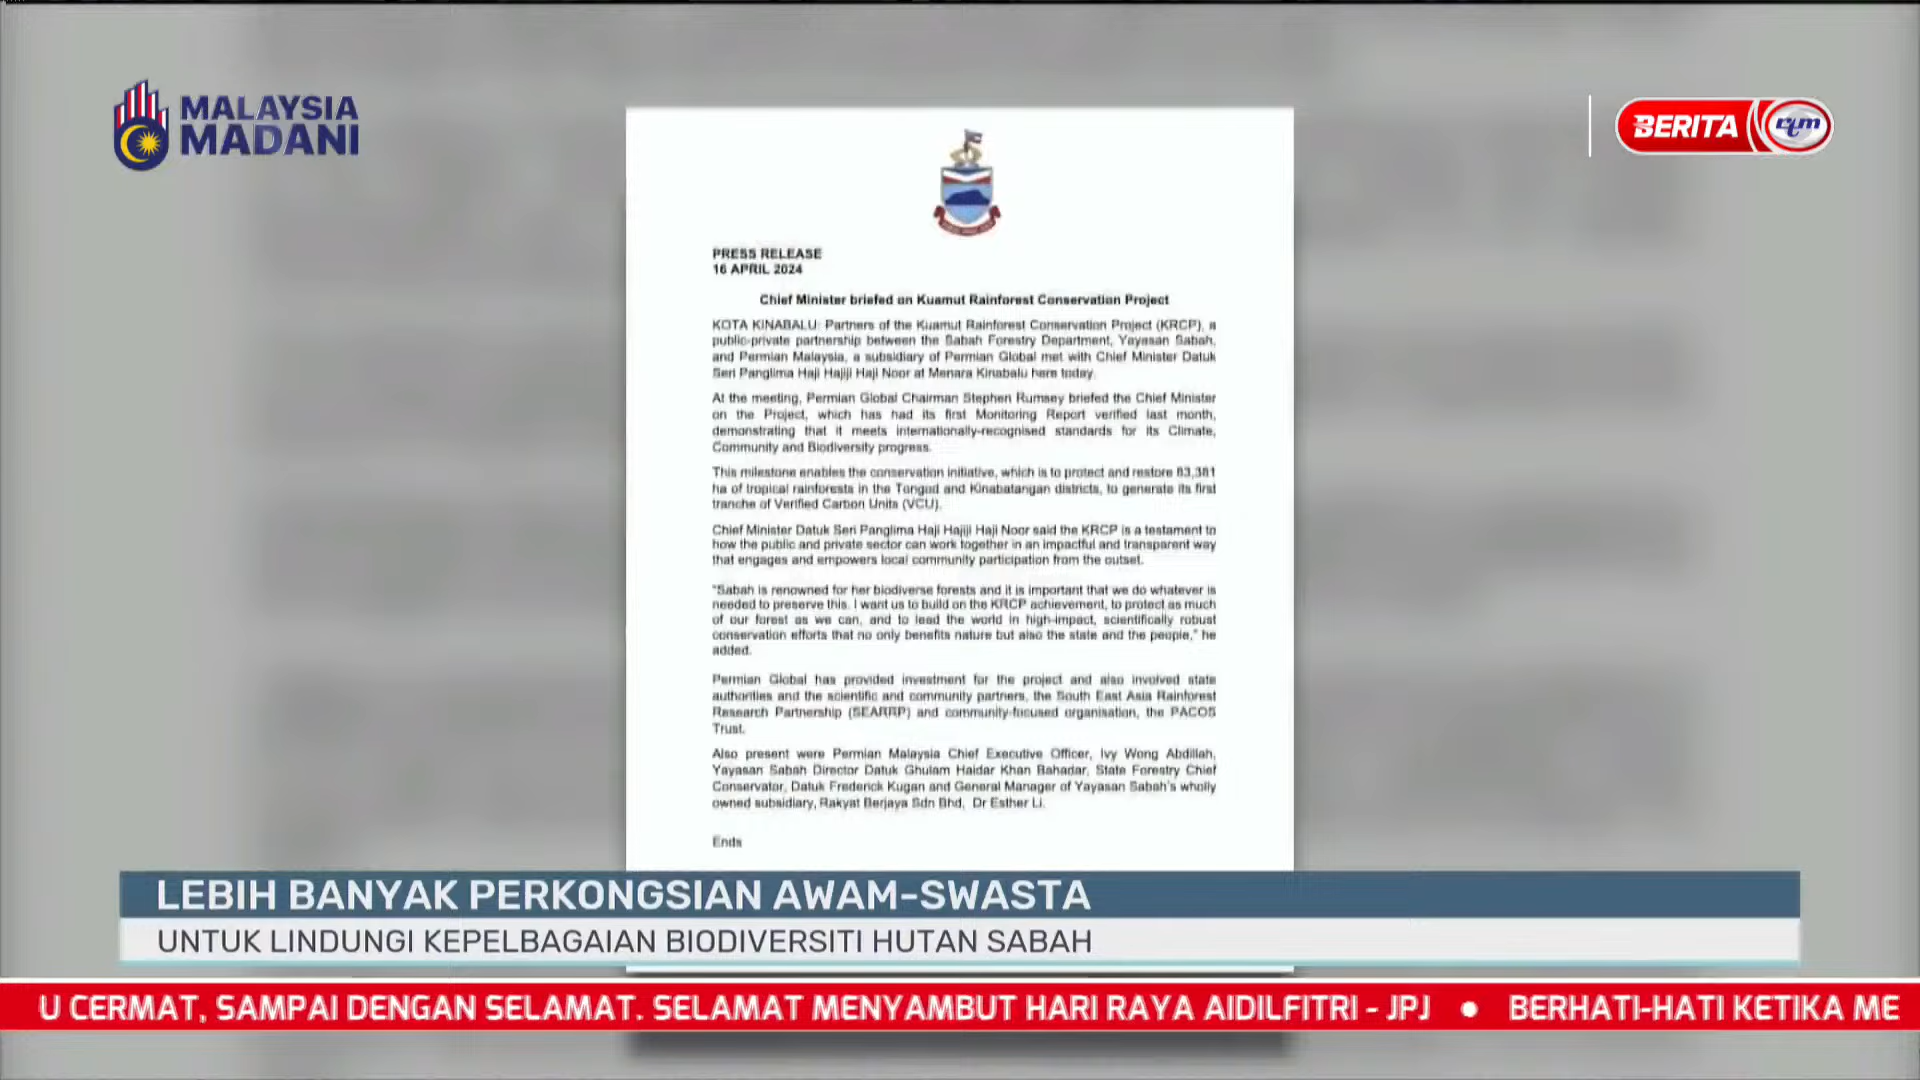 MALAYSIA
MADANI
BERITA rtm
PRESS RELEASE
16 APRIL 2024
Chief Minister briefed on Kuamut Rainforest Conservation Project
KOTA KINABALU: Partners of the Kuamut Rainforest Conservation Project (KRCP), a
public-private partnership between the Sabah Forestry Department, Yayasan Sabah,
and Permian Malaysia, a subsidiary of Permian Global met with Chief Minister Datuk
Seri Panglima Haji Hajiji Haji Noor at Menara Kinabalu here today.
At the meeting, Permian Global Chairman Stephen Rumsey briefed the Chief Minister
on the Project, which has had its first Monitoring Report verified last month,
demonstrating that it meets internationally-recognised standards for its Climate,
Community and Biodiversity progress.
This milestone enables the conservation initiative, which is to protect and restore 83,381
ha of tropical rainforests in the Tongod and Kinabatangan districts, to generate its first
tranche of Verified Carbon Units (VCU).
Chief Minister Datuk Seri Panglima Haji Hajiji Haji Noor said the KRCP is a testament to
how the public and private sector can work together in an impactful and transparent way
that engages and empowers local community participation from the outset.
"Sabah is renowned for her biodiverse forests and it is important that we do whatever is
needed to preserve this. I want us to build on the KRCP achievement, to protect as much
of our forest as we can, and to lead the world in high-impact, scientifically robust
conservation efforts that no only benefits nature but also the state and the people," he
added.
Permian Global has provided investment for the project and also involved state
authorities and the scientific and community partners, the South East Asia Rainforest
Research Partnership (SEARRP) and community-focused organisation, the PACOS
Trust.
Also present were Permian Malaysia Chief Executive Officer, Ivy Wong Abdillah,
Yayasan Sabah Director Datuk Ghulam Haidar Khan Bahadar, State Forestry Chief
Conservator, Datuk Frederick Kugan and General Manager of Yayasan Sabah's wholly
owned subsidiary, Rakyat Berjaya Sdn Bhd, Dr Esther Li.
Ends
LEBIH BANYAK PERKONGSIAN AWAM-SWASTA
UNTUK LINDUNGI KEPELBAGAIAN BIODIVERSITI HUTAN SABAH
U CERMAT, SAMPAI DENGAN SELAMAT. SELAMAT MENYAMBUT HARI RAYA AIDILFITRI - JPJ ● BERHATI-HATI KETIKA ME